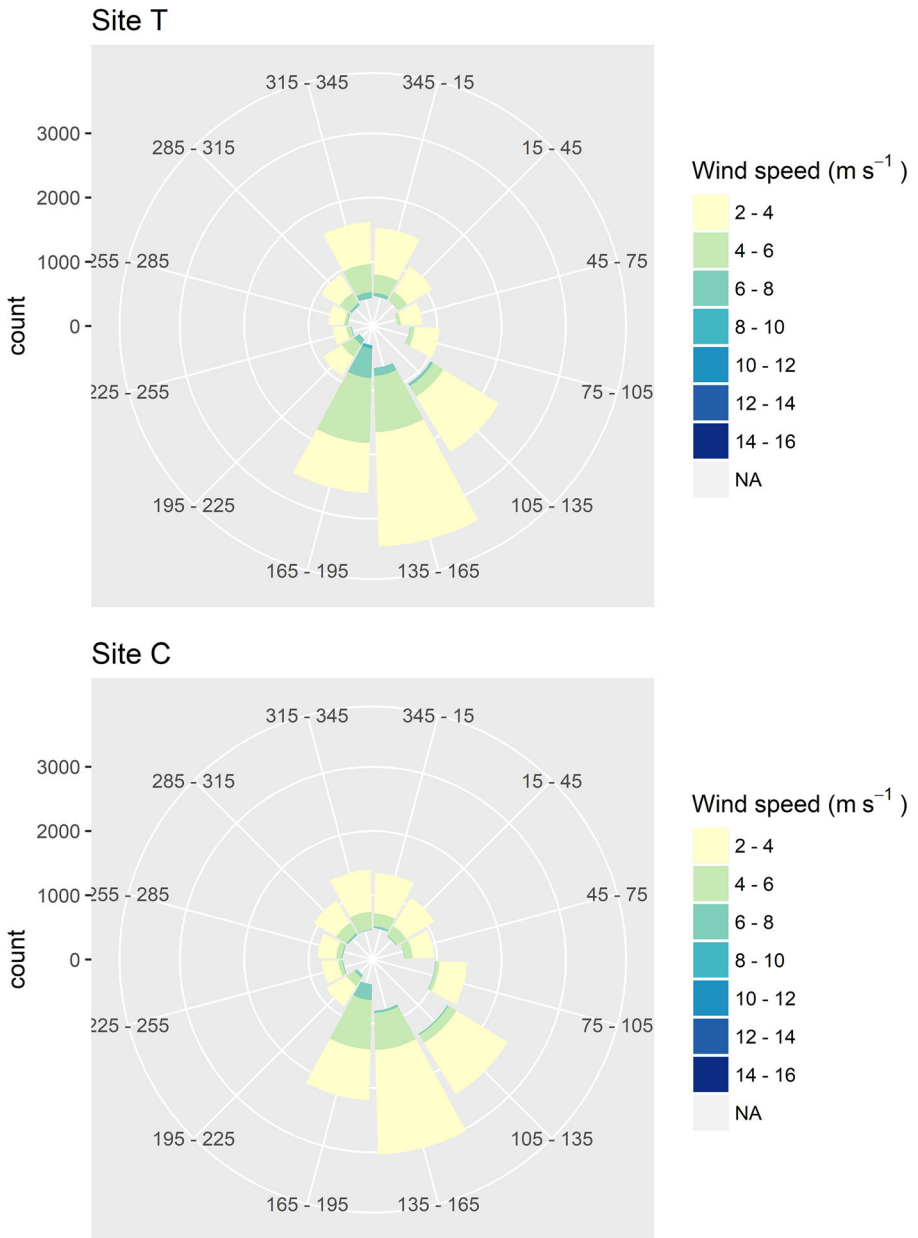 Site T
315 - 345
345 - 15
3000
285 - 315
15 - 45
2000
1000
255 - 285
45 - 75
0
count
225 - 255
75 - 105
195 - 225
105 - 135
165 - 195
135 - 165
Wind speed (m s⁻¹ )
2 - 4
4 - 6
6 - 8
8 - 10
10 - 12
12 - 14
14 - 16
NA
Site C
315 - 345
345 - 15
3000
285 - 315
15 - 45
2000
1000
255 - 285
45 - 75
0
count
225 - 255
75 - 105
195 - 225
105 - 135
165 - 195
135 - 165
Wind speed (m s⁻¹ )
2 - 4
4 - 6
6 - 8
8 - 10
10 - 12
12 - 14
14 - 16
NA